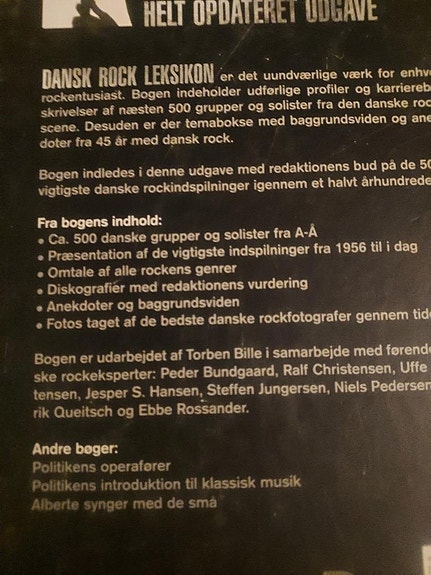 HELT OPDATERET UDGAVE
DANSK ROCK LEKSIKON er det uundværlige værk for enhv
rockentusiast. Bogen indeholder udførlige profiler og karriereb
skrivelser af næsten 500 grupper og solister fra den danske roc
scene. Desuden er der temabokse med baggrundsviden og ane
doter fra 45 år med dansk rock.
Bogen indledes i denne udgave med redaktionens bud på de 50
vigtigste danske rockindspilninger igennem et halvt århundrede
Fra bogens indhold:
• Ca. 500 danske grupper og solister fra A-Å
• Præsentation af de vigtigste indspilninger fra 1956 til i dag
• Omtale af alle rockens genrer
• Diskografier med redaktionens vurdering
• Anekdoter og baggrundsviden
• Fotos taget af de bedste danske rockfotografer gennem tide
Bogen er udarbejdet af Torben Bille i samarbejde med førende
ske rockeksperter: Peder Bundgaard, Ralf Christensen, Uffe
tensen, Jesper S. Hansen, Steffen Jungersen, Niels Pedersen
rik Queitsch og Ebbe Rossander.
Andre bøger:
Politikens operafører
Politikens introduktion til klassisk musik
Alberte synger med de små